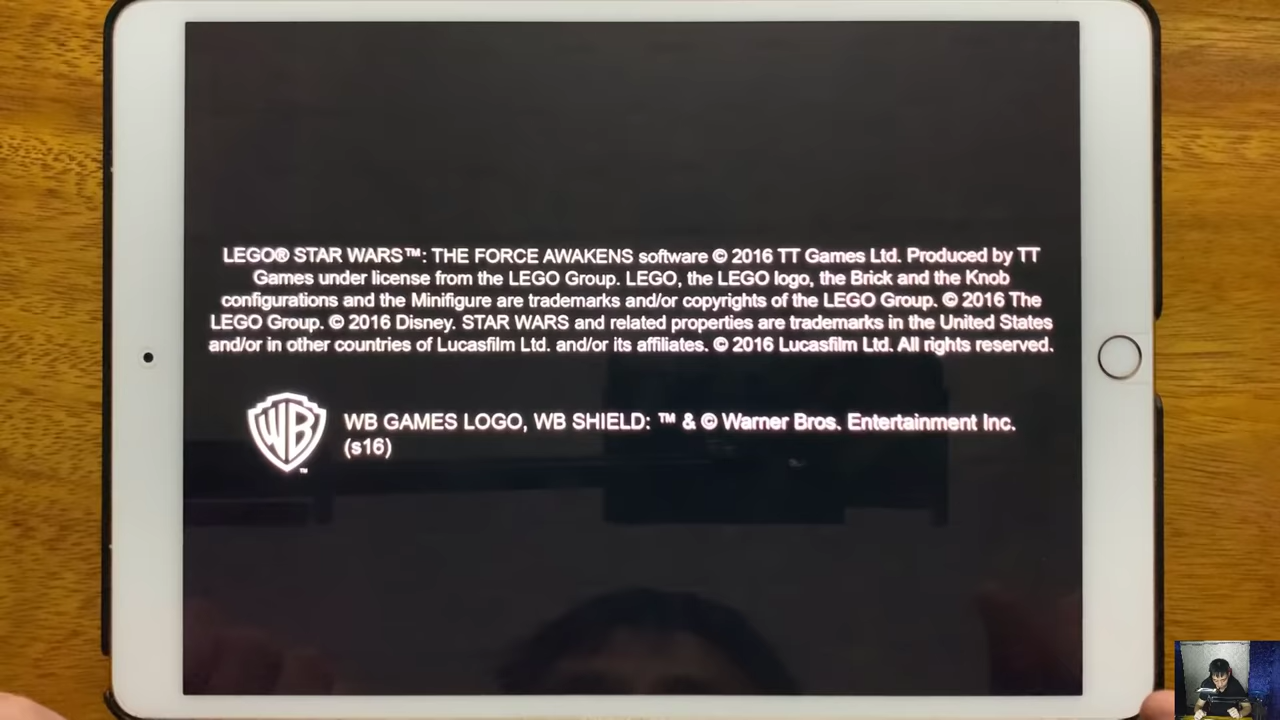 LEGO® STAR WARS™: THE FORCE AWAKENS software © 2016 TT Games Ltd. Produced by TT
Games under license from the LEGO Group. LEGO, the LEGO logo, the Brick and the Knob
configurations and the Minifigure are trademarks and/or copyrights of the LEGO Group. © 2016 The
LEGO Group. © 2016 Disney. STAR WARS and related properties are trademarks in the United States
and/or in other countries of Lucasfilm Ltd. and/or its affiliates. © 2016 Lucasfilm Ltd. All rights reserved.
WB™
WB GAMES LOGO, WB SHIELD: ™ & © Warner Bros. Entertainment Inc.
(s16)